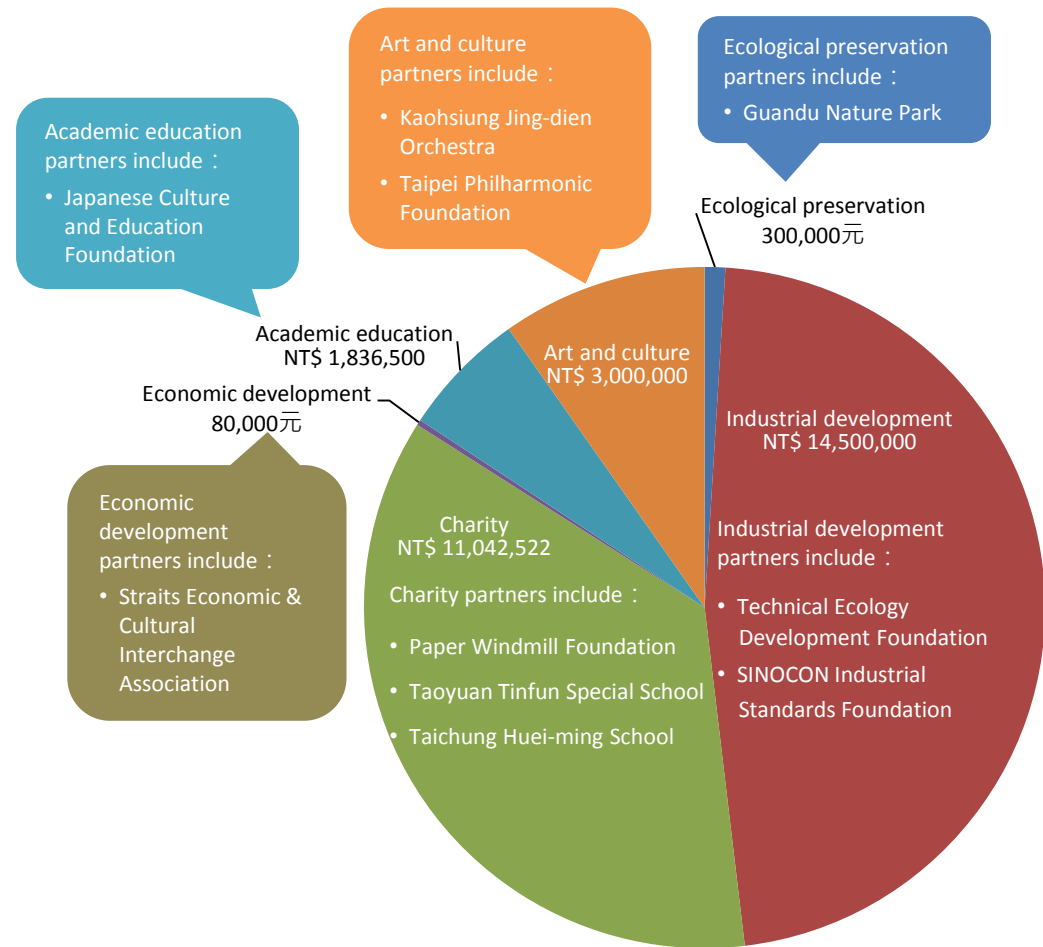 Art and culture
partners include：
• Kaohsiung Jing-dien
Orchestra
• Taipei Philharmonic
Foundation
Ecological preservation
partners include：
• Guandu Nature Park
Academic education
partners include：
• Japanese Culture
and Education
Foundation
Ecological preservation
300,000元
Academic education
NT$ 1,836,500
Art and culture
NT$ 3,000,000
Economic development
80,000元
Industrial development
NT$ 14,500,000
Economic
development
partners include：
• Straits Economic &
Cultural
Interchange
Association
Charity
NT$ 11,042,522
Charity partners include：
• Paper Windmill Foundation
• Taoyuan Tinfun Special School
• Taichung Huei-ming School
Industrial development
partners include：
• Technical Ecology
Development Foundation
• SINOCON Industrial
Standards Foundation